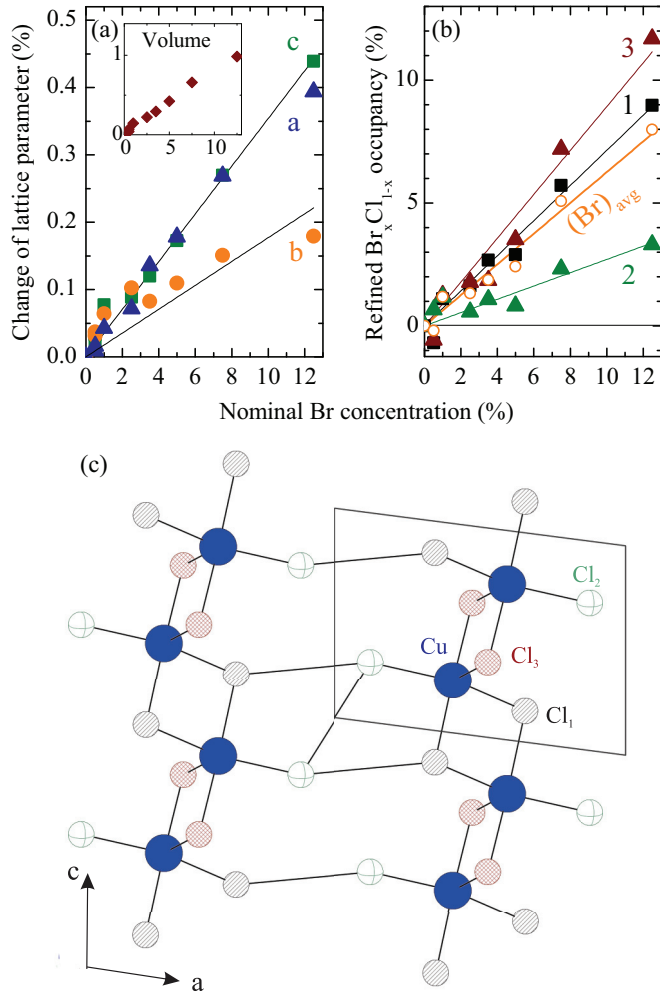 (a)
Volume
1
0
0
5
10
c
a
b
0.5
0.4
0.3
0.2
0.1
0.0
Change of lattice parameter (%)
0 2 4 6 8 10 12
(b)
3
1
(Br)avg
2
10
5
0
Refined BrxCl1-x occupancy (%)
0 2 4 6 8 10 12
Nominal Br concentration (%)
(c)
Cl2
Cu
Cl3
Cl1
c
a